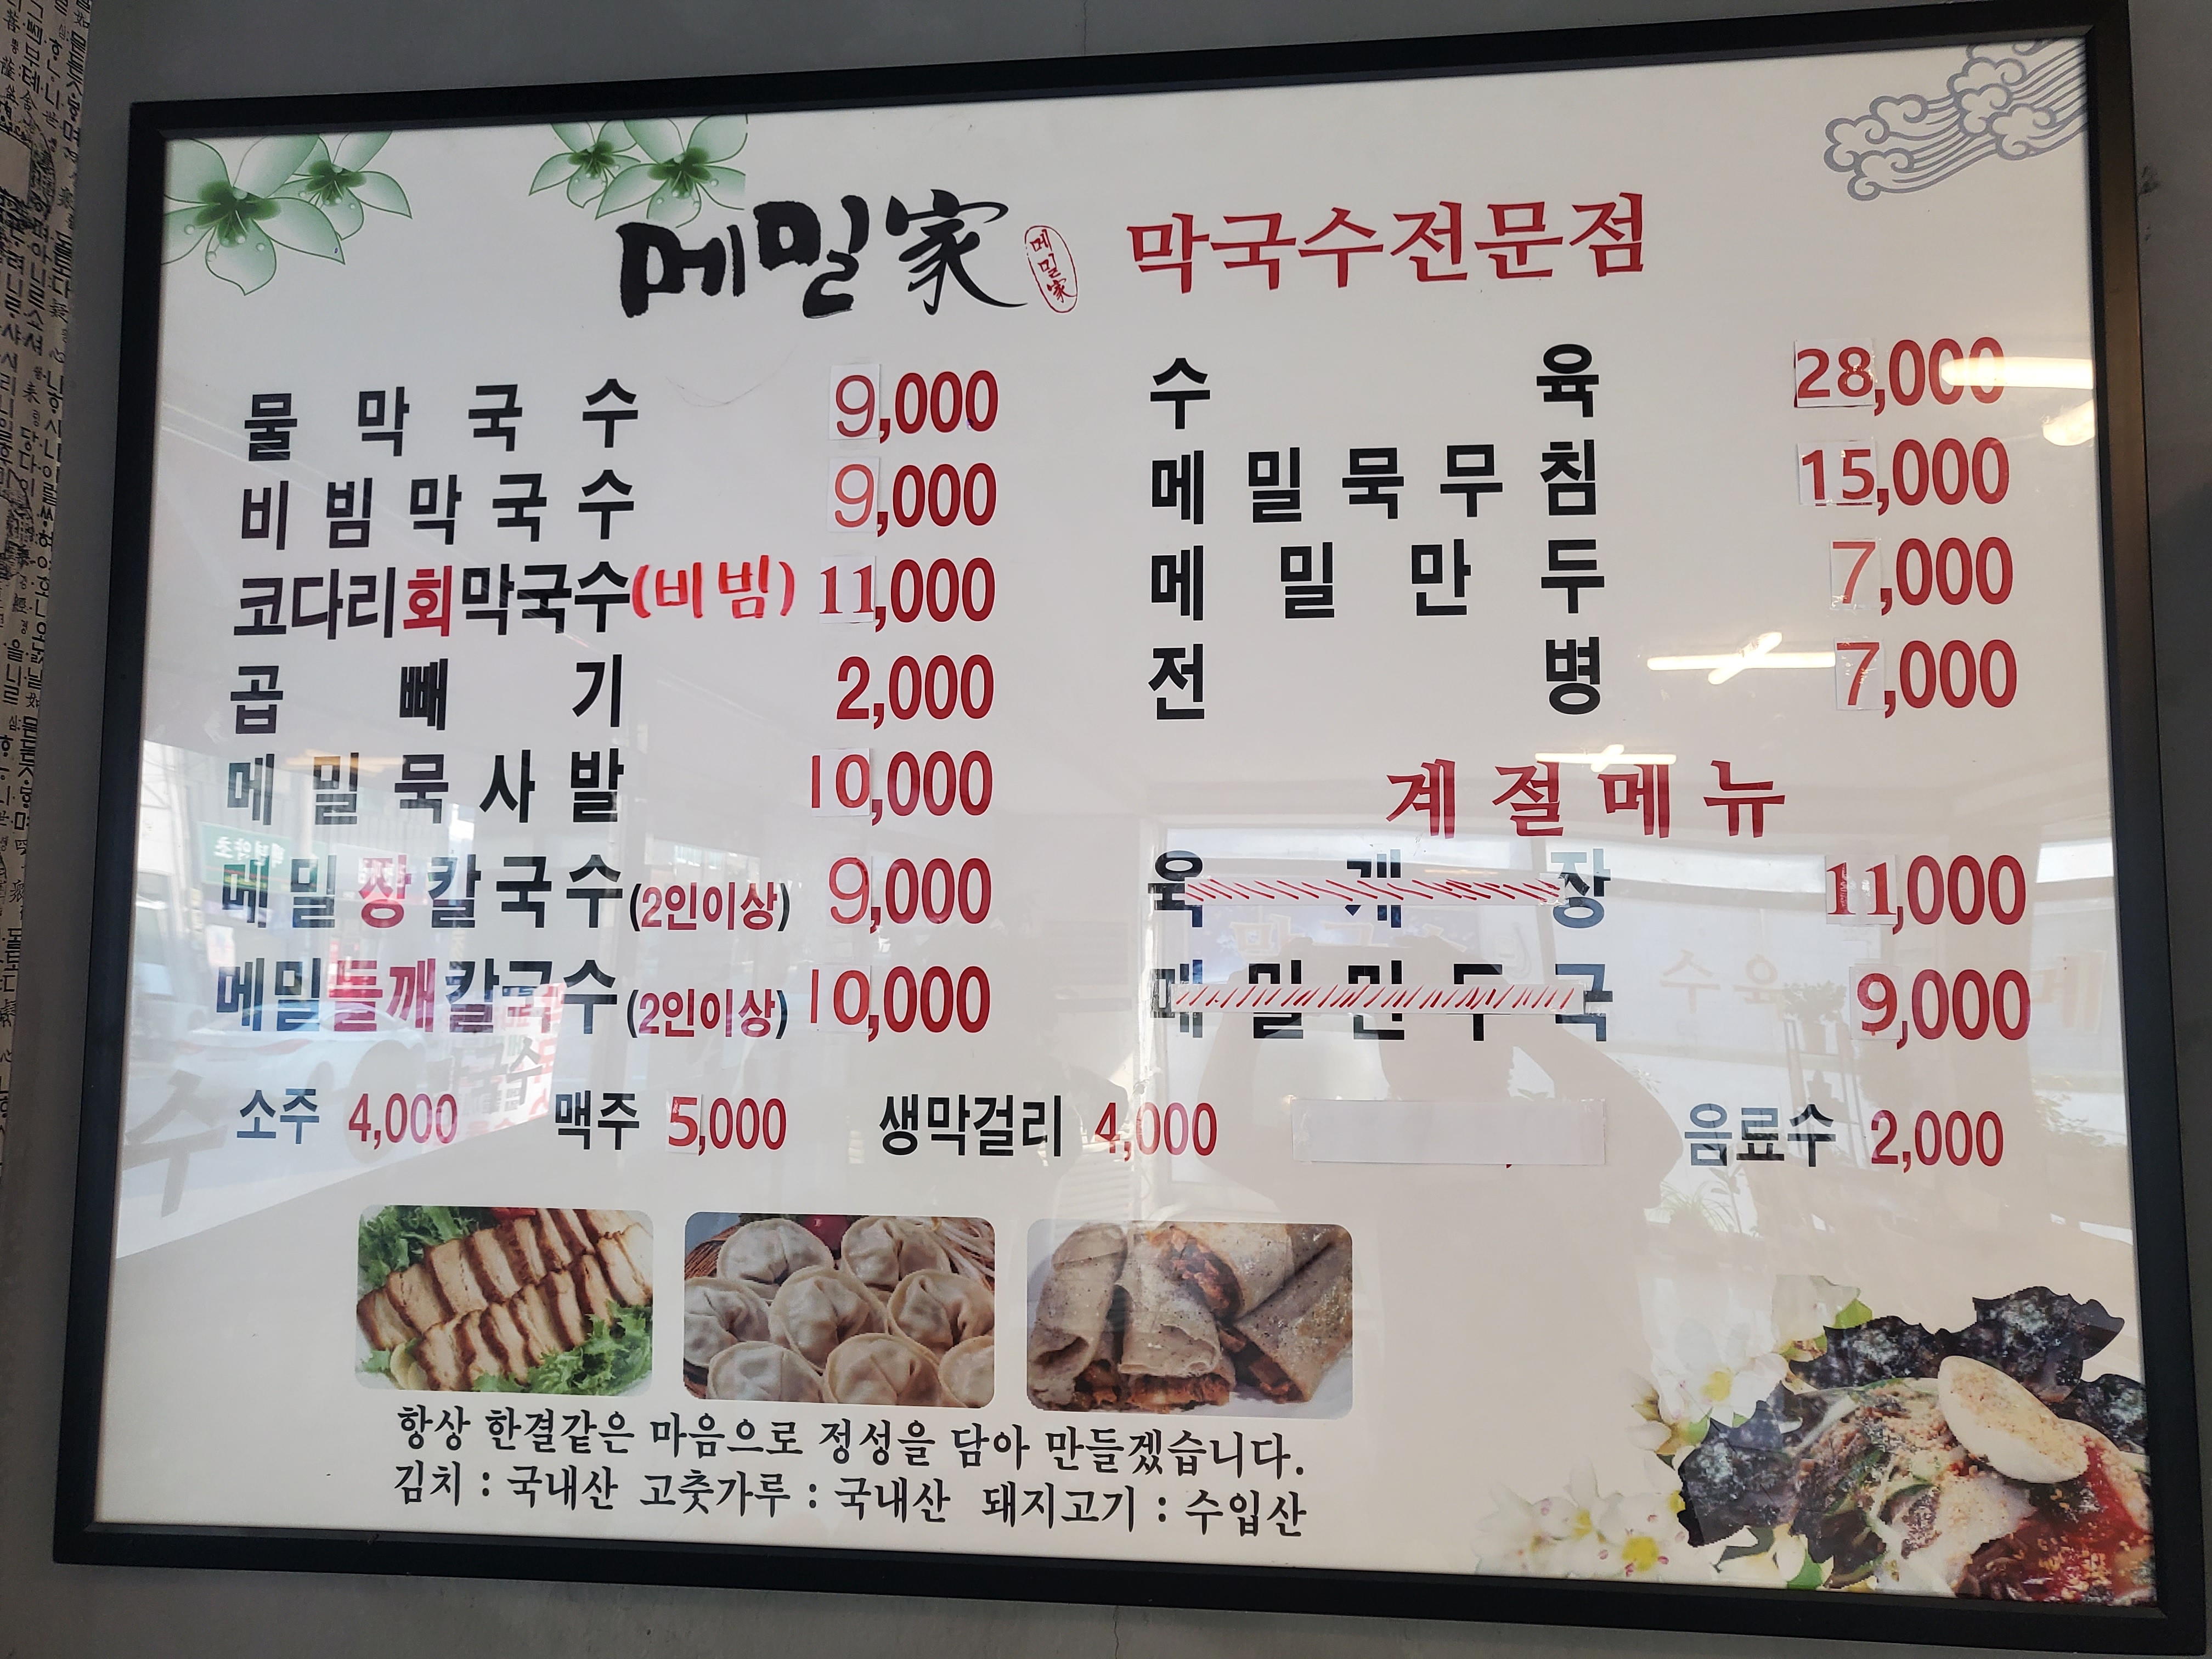 메밀家 메밀家 막국수전문점
물막국수 9,000
비빔막국수 9,000
코다리회막국수(비빔) 11,000
곱빼기 2,000
메밀묵사발 10,000
메밀짱칼국수(2인이상) 9,000
메밀들깨칼국수(2인이상) 10,000
수육 28,000
메밀묵무침 15,000
메밀만두 7,000
전병 7,000
계절메뉴
육개장 11,000
메밀만두국 9,000
소주 4,000 맥주 5,000 생막걸리 4,000 음료수 2,000
항상 한결같은 마음으로 정성을 담아 만들겠습니다.
김치 : 국내산 고춧가루 : 국내산 돼지고기 : 수입산